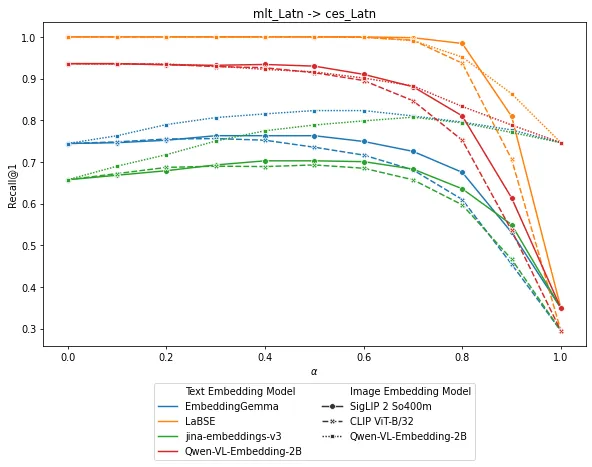 mlt_Latn -> ces_Latn
1.0
0.9
0.8
0.7
0.6
0.5
0.4
0.3
Recall@1
0.0
0.2
0.4
0.6
0.8
1.0
α
Text Embedding Model
EmbeddingGemma
LaBSE
jina-embeddings-v3
Qwen-VL-Embedding-2B
Image Embedding Model
SigLIP 2 So400m
CLIP ViT-B/32
Qwen-VL-Embedding-2B